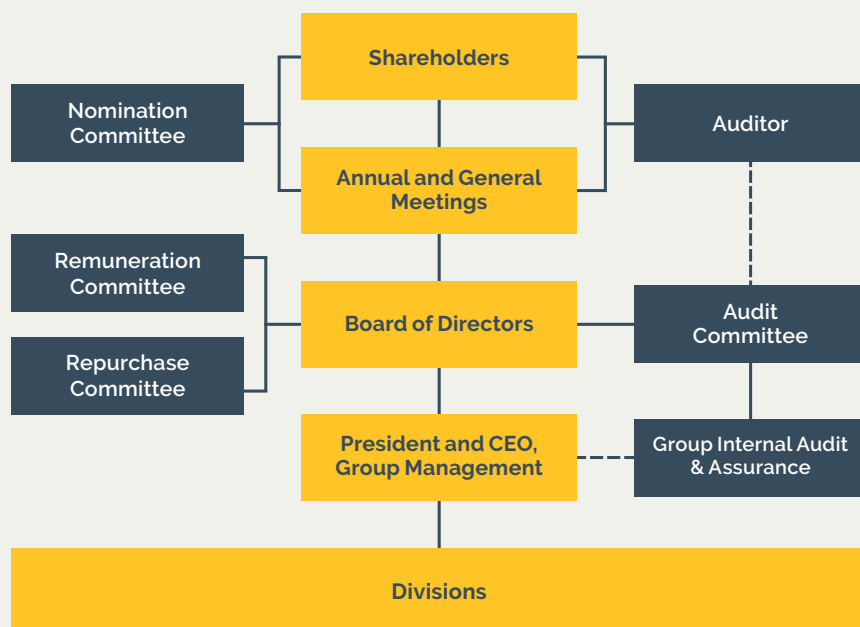 Shareholders
Nomination
Committee
Auditor
Annual and General
Meetings
Remuneration
Committee
Board of Directors
Audit
Committee
Repurchase
Committee
President and CEO,
Group Management
Group Internal Audit
& Assurance
Divisions